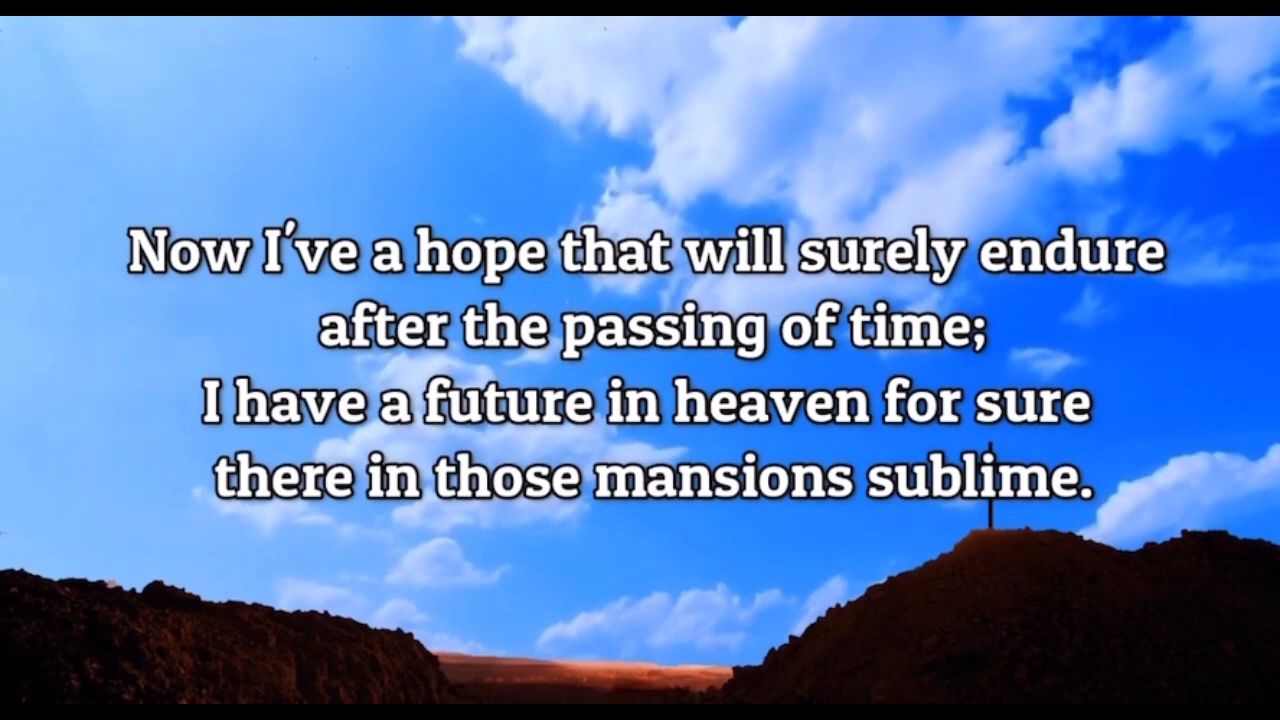 Now I've a hope that will surely endure
after the passing of time;
I have a future in heaven for sure
there in those mansions sublime.